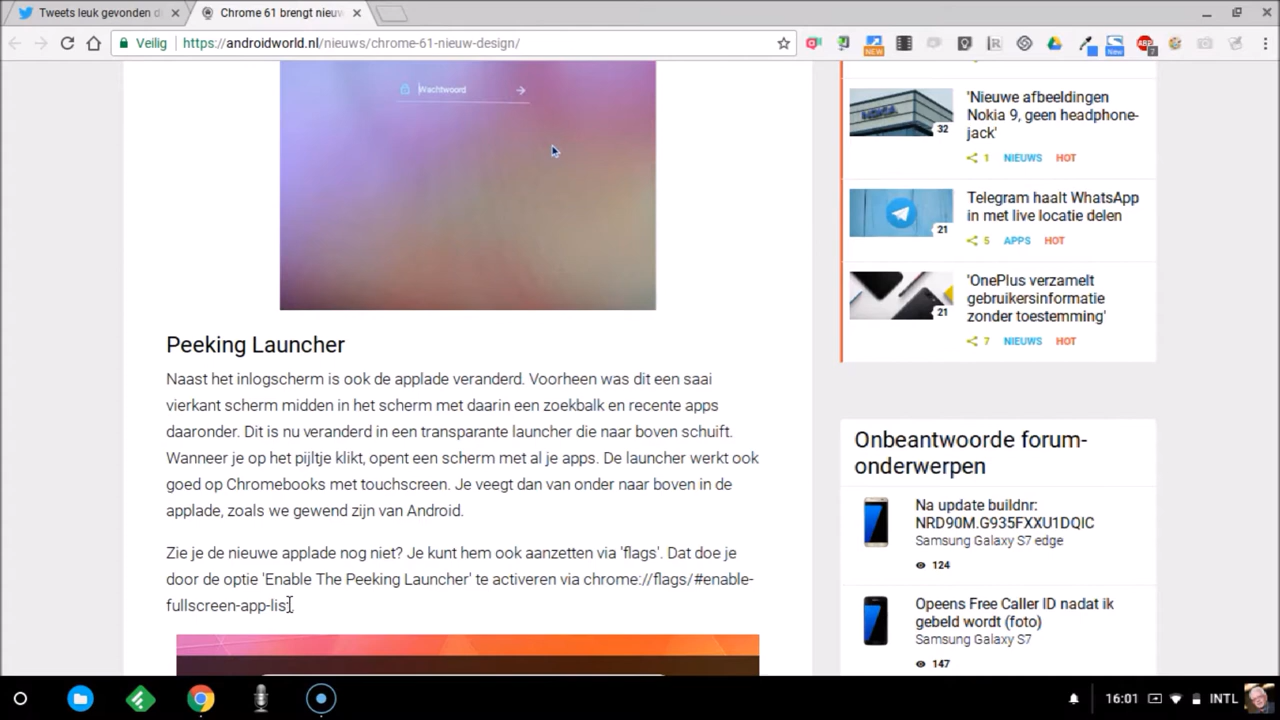 Tweets leuk gevonden d
Chrome 61 brengt nieuw
Veilig
https://androidworld.nl/nieuws/chrome-61-nieuw-design/
NEW
New
ABP
7
Wachtwoord
Peeking Launcher
Naast het inlogscherm is ook de applade veranderd. Voorheen was dit een saai
vierkant scherm midden in het scherm met daarin een zoekbalk en recente apps
daaronder. Dit is nu veranderd in een transparante launcher die naar boven schuift.
Wanneer je op het pijltje klikt, opent een scherm met al je apps. De launcher werkt ook
goed op Chromebooks met touchscreen. Je veegt dan van onder naar boven in de
applade, zoals we gewend zijn van Android.
Zie je de nieuwe applade nog niet? Je kunt hem ook aanzetten via 'flags'. Dat doe je
door de optie 'Enable The Peeking Launcher' te activeren via chrome://flags/#enable-
fullscreen-app-list.
NOKIA
32
'Nieuwe afbeeldingen
Nokia 9, geen headphone-
jack'
1 NIEUWS HOT
21
Telegram haalt WhatsApp
in met live locatie delen
5 APPS HOT
21
'OnePlus verzamelt
gebruikersinformatie
zonder toestemming'
7 NIEUWS HOT
Onbeantwoorde forum-
onderwerpen
Na update buildnr:
NRD90M.G935FXXU1DQIC
Samsung Galaxy S7 edge
124
Opeens Free Caller ID nadat ik
gebeld wordt (foto)
Samsung Galaxy S7
147
16:01
INTL